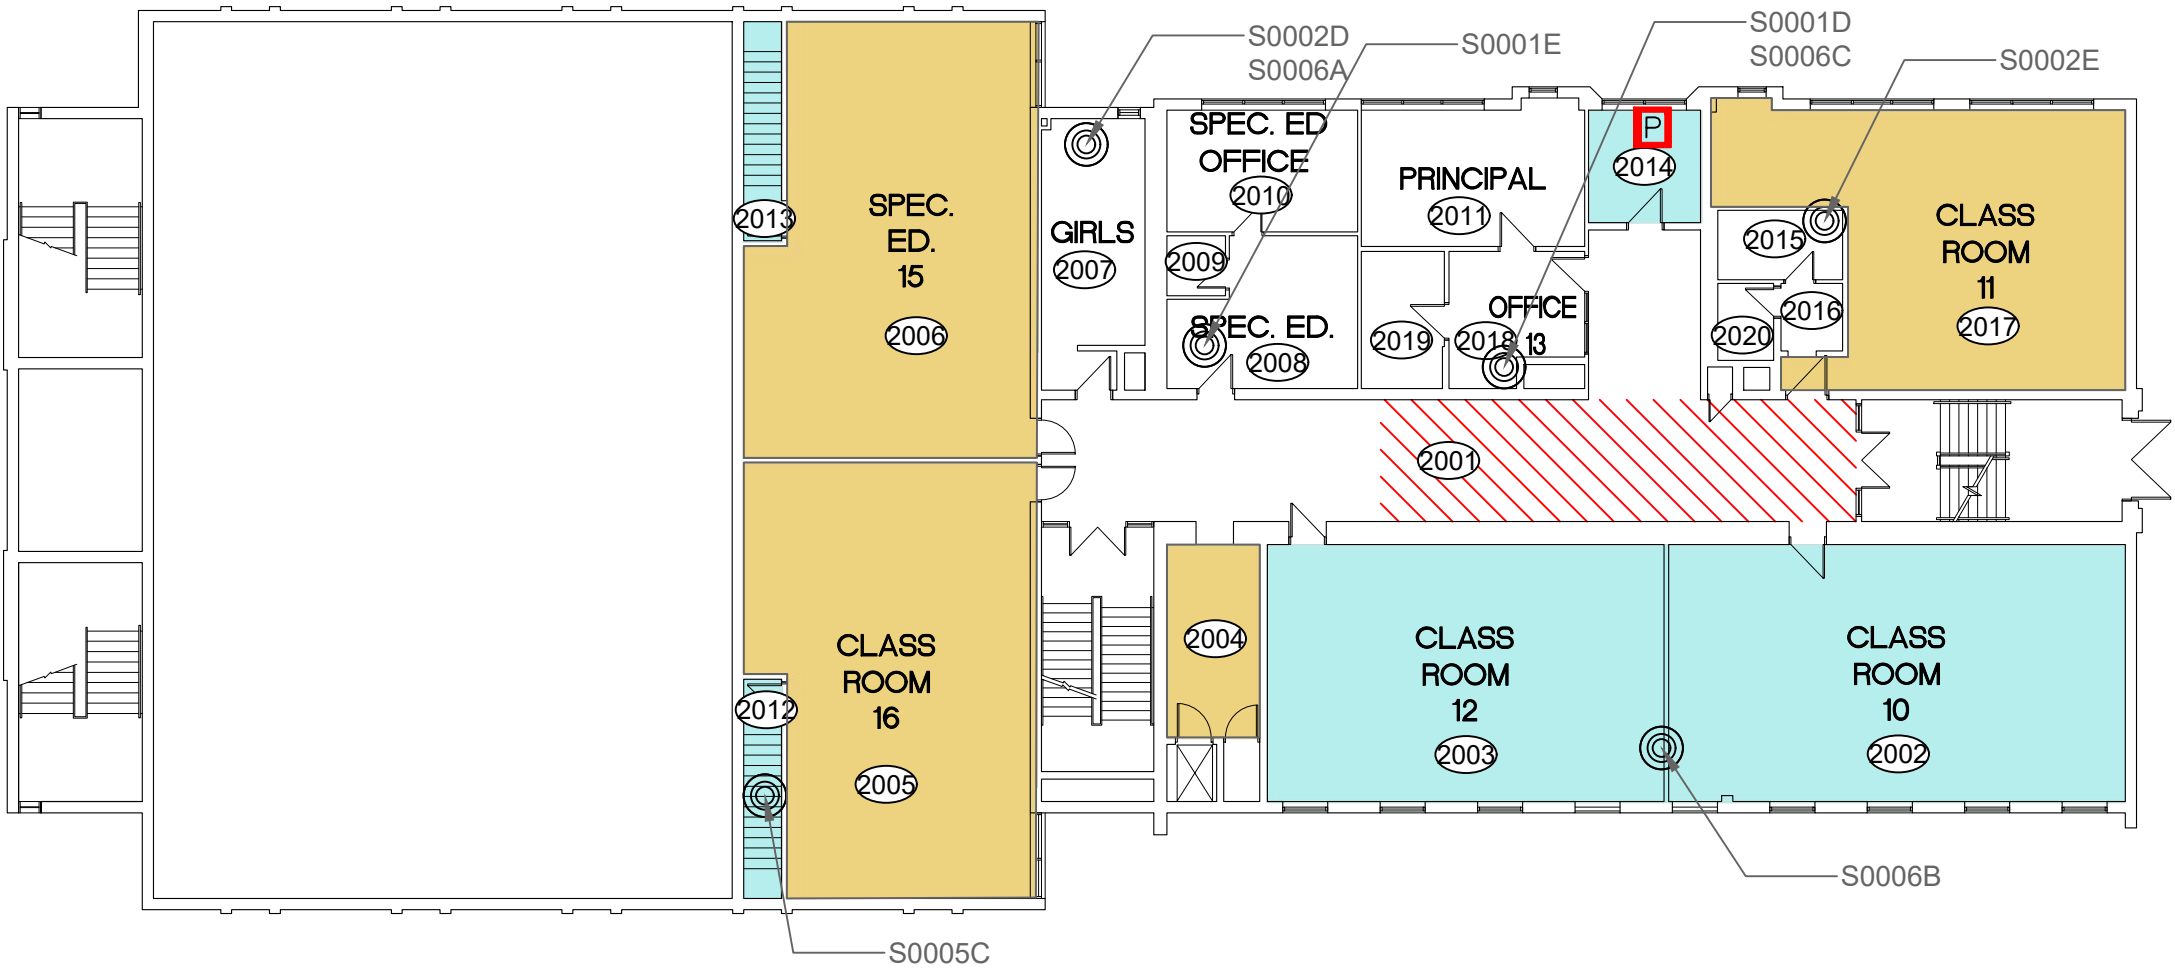 S0002D
S0006A
S0001E
S0001D
S0006C
S0002E
SPEC. ED
OFFICE
2010
P
2014
PRINCIPAL
2011
SPEC.
ED.
15
2006
2013
GIRLS
2007
2009
SPEC. ED.
2008
2019
OFFICE
13
2018
2015
2016
2020
CLASS
ROOM
11
2017
2001
2004
CLASS
ROOM
16
2005
2012
CLASS
ROOM
12
2003
CLASS
ROOM
10
2002
S0006B
S0005C